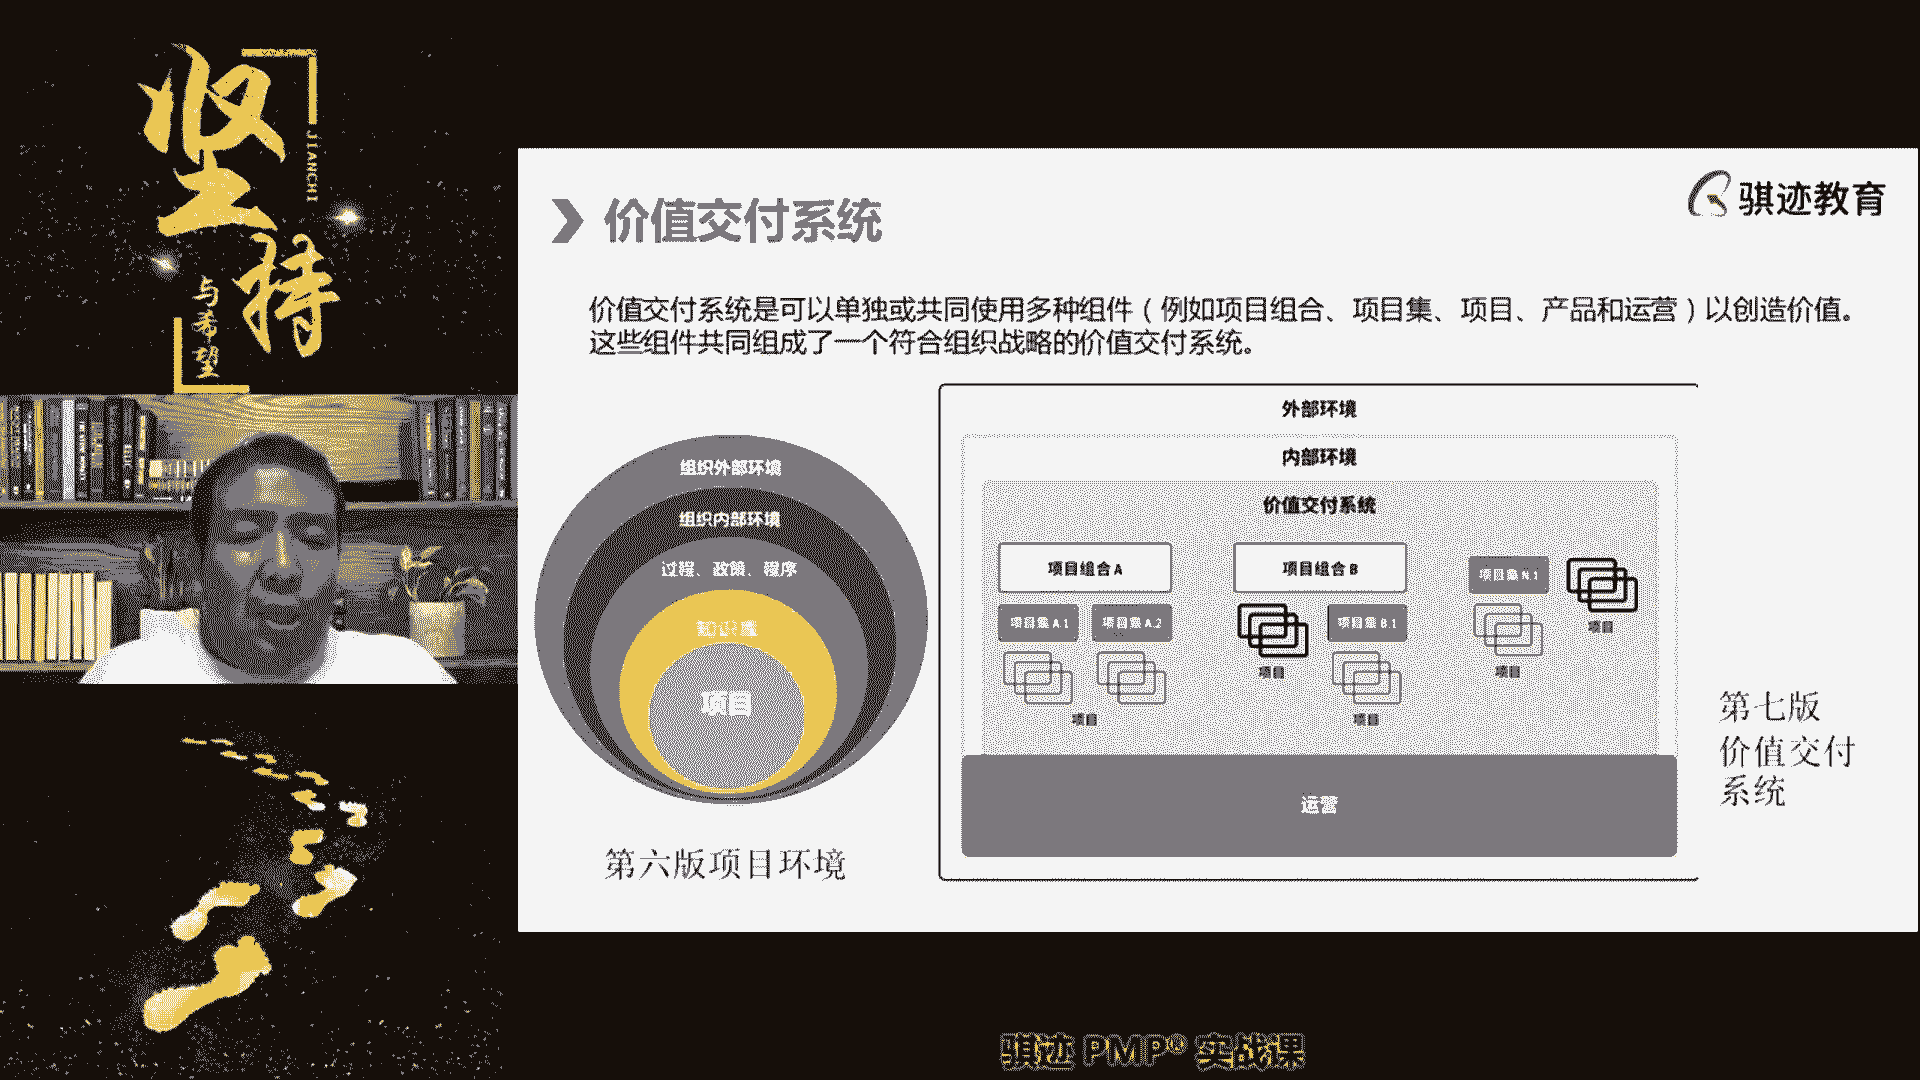 坚持
JIANCHI
与希望
骐迹教育
价值交付系统
价值交付系统是可以单独或共同使用多种组件（例如项目组合、项目集、项目、产品和运营）以创造价值。
这些组件共同组成了一个符合组织战略的价值交付系统。
组织外部环境
组织内部环境
过程、政策、程序
知识库
项目
第六版项目环境
外部环境
内部环境
价值交付系统
项目组合 A
项目组合 B
项目集 N.1
项目
项目集 A.1
项目集 A.2
项目集 B.1
项目
项目
项目
项目
运营
第七版
价值交付
系统
骐迹 PMP® 实战课